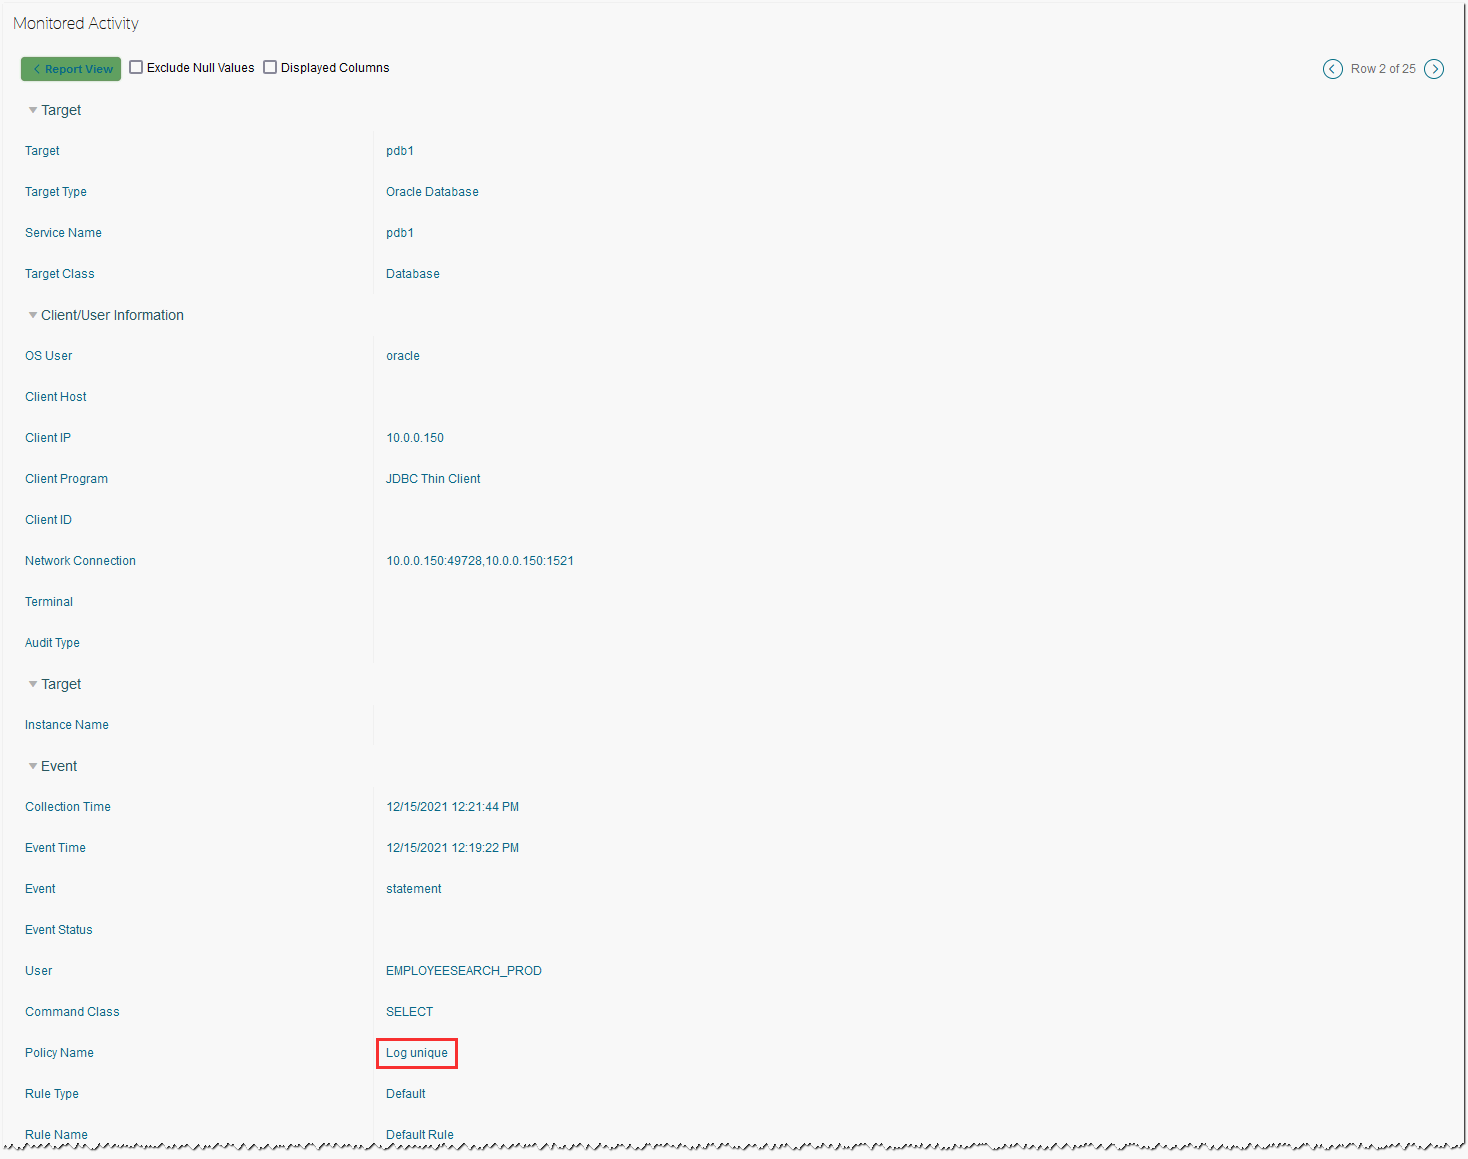 Monitored Activity
Report View Exclude Null Values Displayed Columns Row 2 of 25
Target
Target pdb1
Target Type Oracle Database
Service Name pdb1
Target Class Database
Client/User Information
OS User oracle
Client Host
Client IP 10.0.0.150
Client Program JDBC Thin Client
Client ID
Network Connection 10.0.0.150:49728,10.0.0.150:1521
Terminal
Audit Type
Target
Instance Name
Event
Collection Time 12/15/2021 12:21:44 PM
Event Time 12/15/2021 12:19:22 PM
Event statement
Event Status
User EMPLOYEESEARCH_PROD
Command Class SELECT
Policy Name Log unique
Rule Type Default
Rule Name Default Rule